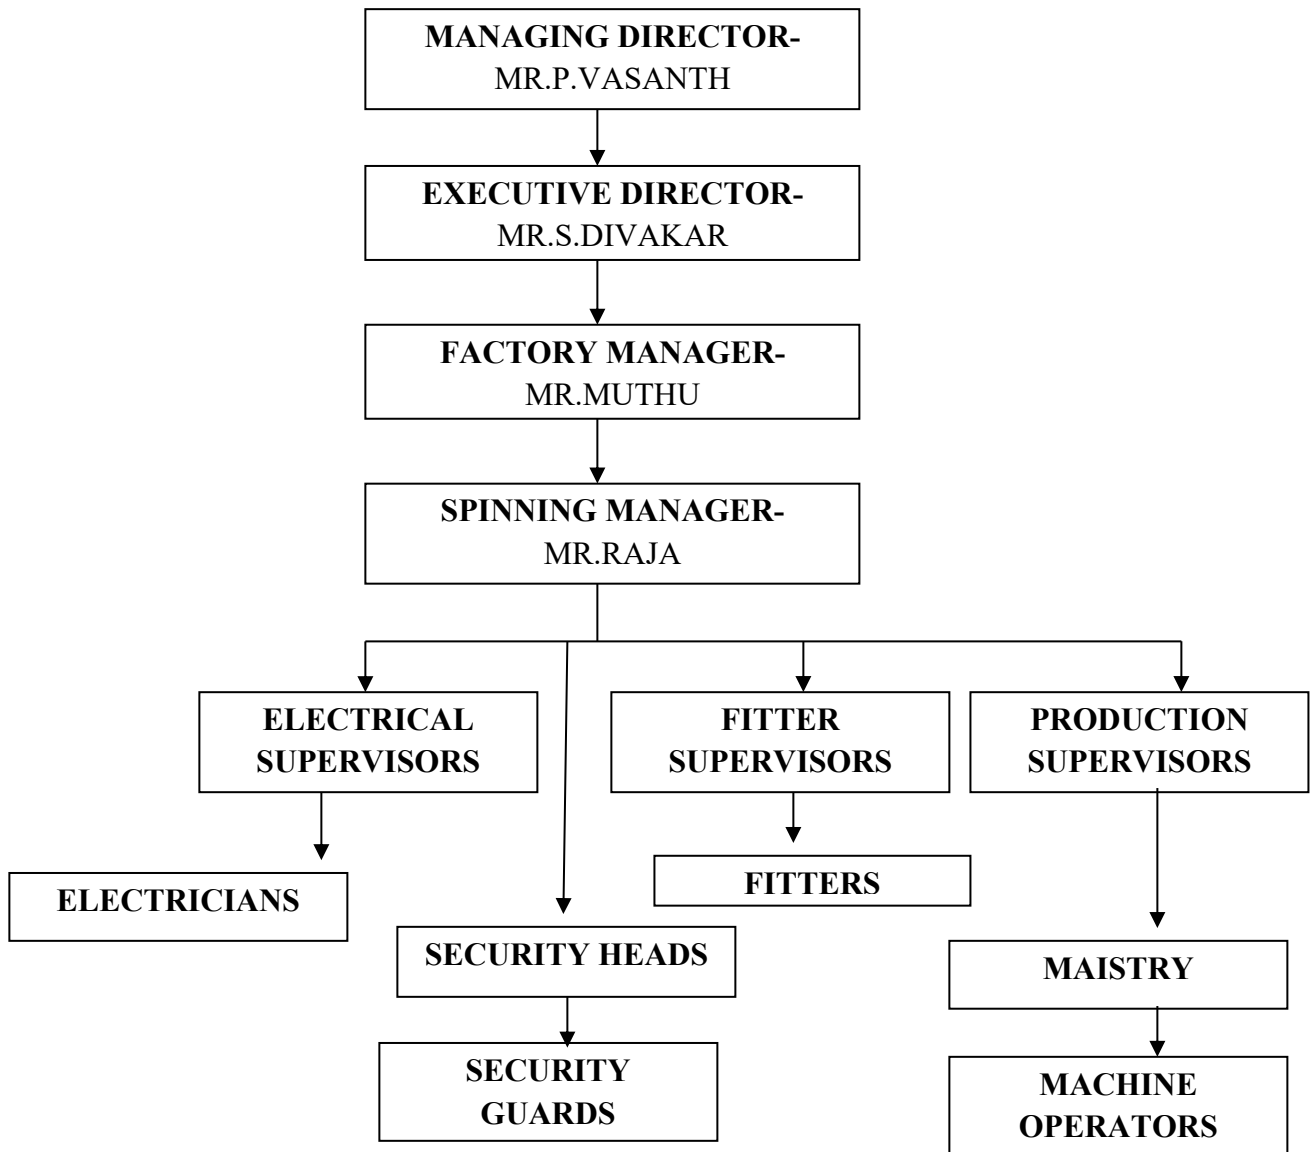 MANAGING DIRECTOR-
MR.P.VASANTH
EXECUTIVE DIRECTOR-
MR.S.DIVAKAR
FACTORY MANAGER-
MR.MUTHU
SPINNING MANAGER-
MR.RAJA
ELECTRICAL
SUPERVISORS
FITTER
SUPERVISORS
PRODUCTION
SUPERVISORS
ELECTRICIANS
FITTERS
SECURITY HEADS
MAISTRY
SECURITY
GUARDS
MACHINE
OPERATORS